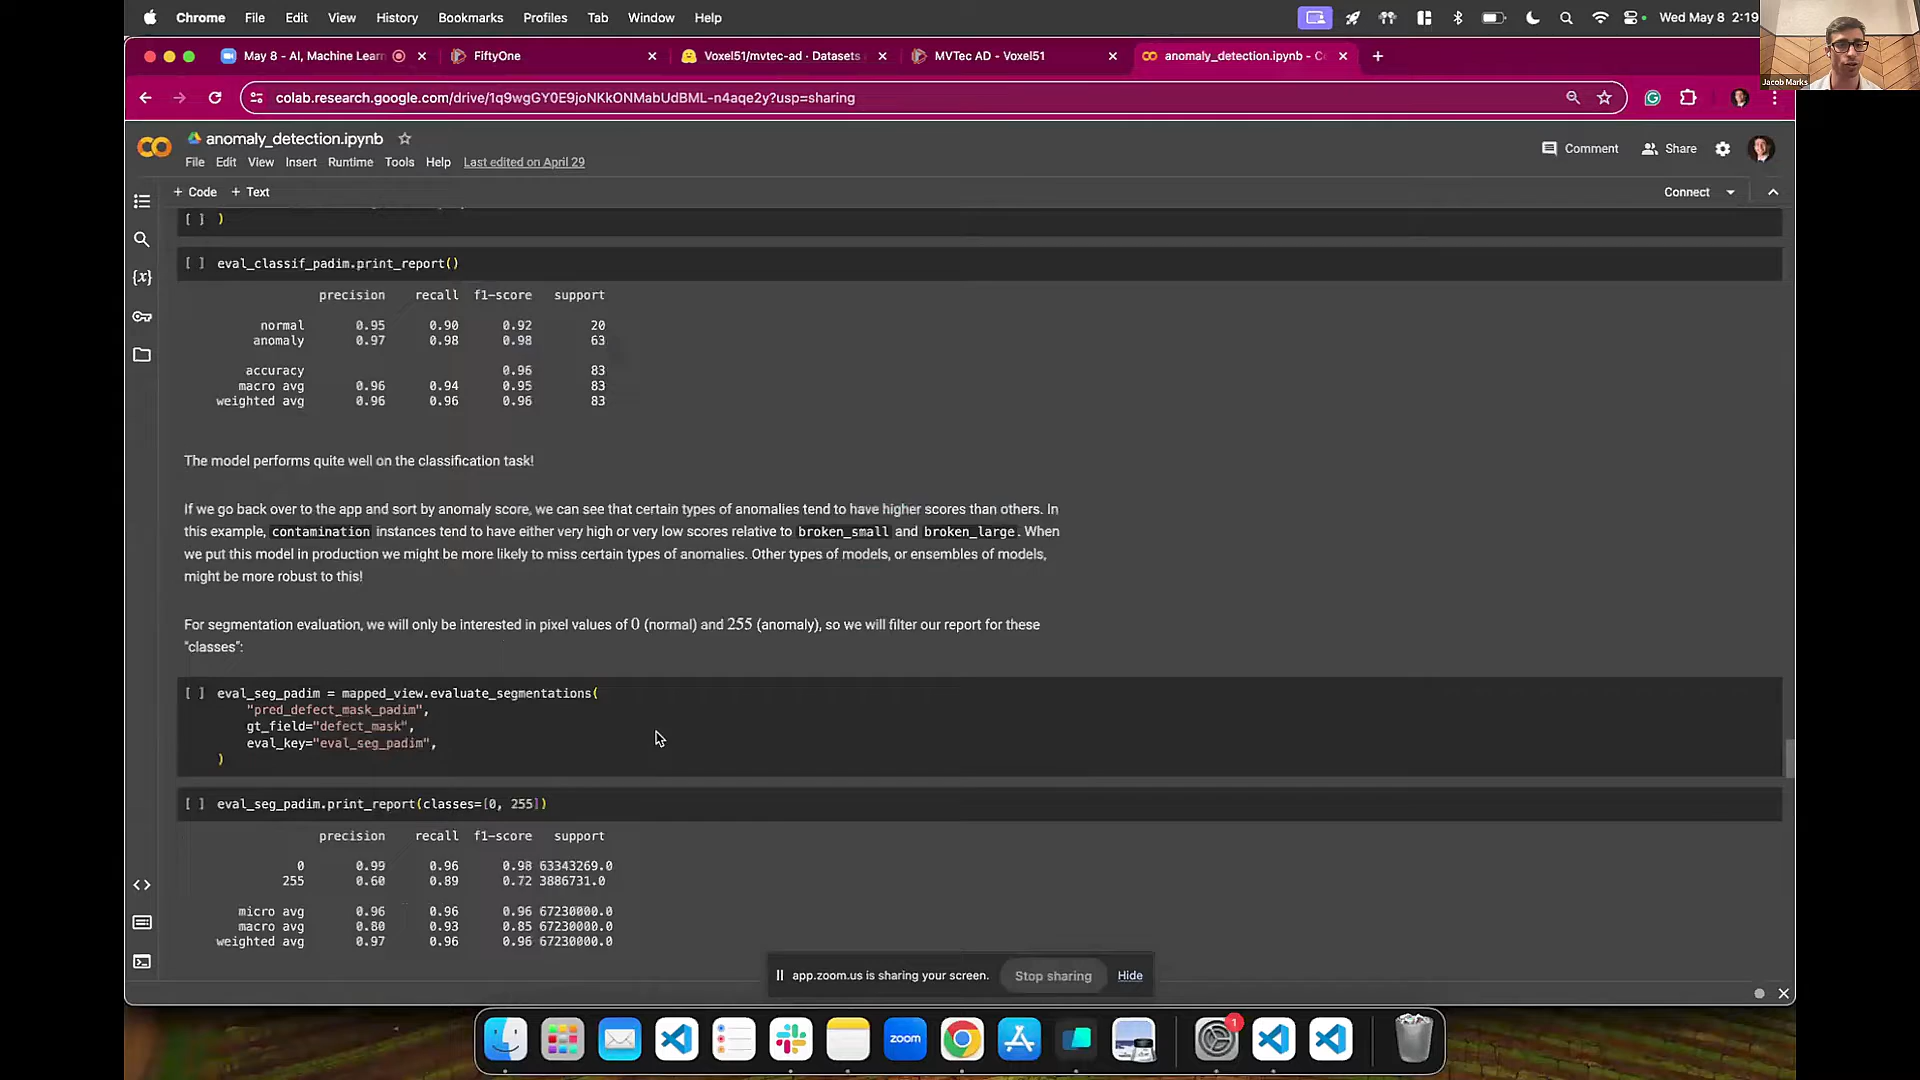 Chrome File Edit View History Bookmarks Profiles Tab Window Help
Wed May 8 2:19
May 8 - AI, Machine Learn
FiftyOne
Voxel51/mvtec-ad · Datasets
MVTec AD - Voxel51
anomaly_detection.ipynb - C
colab.research.google.com/drive/1q9wgGY0E9joNKkONMabUdBML-n4aqe2y?usp=sharing
Jacob Marks
anomaly_detection.ipynb
Comment Share
File Edit View Insert Runtime Tools Help Last edited on April 29
+ Code + Text
Connect
[ ] )
[ ] eval_classif_padim.print_report()
precision recall f1-score support
normal 0.95 0.90 0.92 20
anomaly 0.97 0.98 0.98 63
accuracy 0.96 83
macro avg 0.96 0.94 0.95 83
weighted avg 0.96 0.96 0.96 83
The model performs quite well on the classification task!
If we go back over to the app and sort by anomaly score, we can see that certain types of anomalies tend to have higher scores than others. In
this example, contamination instances tend to have either very high or very low scores relative to broken_small and broken_large. When
we put this model in production we might be more likely to miss certain types of anomalies. Other types of models, or ensembles of models,
might be more robust to this!
For segmentation evaluation, we will only be interested in pixel values of 0 (normal) and 255 (anomaly), so we will filter our report for these
“classes”:
[ ] eval_seg_padim = mapped_view.evaluate_segmentations(
"pred_defect_mask_padim",
gt_field="defect_mask",
eval_key="eval_seg_padim",
)
[ ] eval_seg_padim.print_report(classes=[0, 255])
precision recall f1-score support
0 0.99 0.96 0.98 63343269.0
255 0.60 0.89 0.72 3886731.0
micro avg 0.96 0.96 0.96 67230000.0
macro avg 0.80 0.93 0.85 67230000.0
weighted avg 0.97 0.96 0.96 67230000.0
app.zoom.us is sharing your screen. Stop sharing Hide
zoom
1